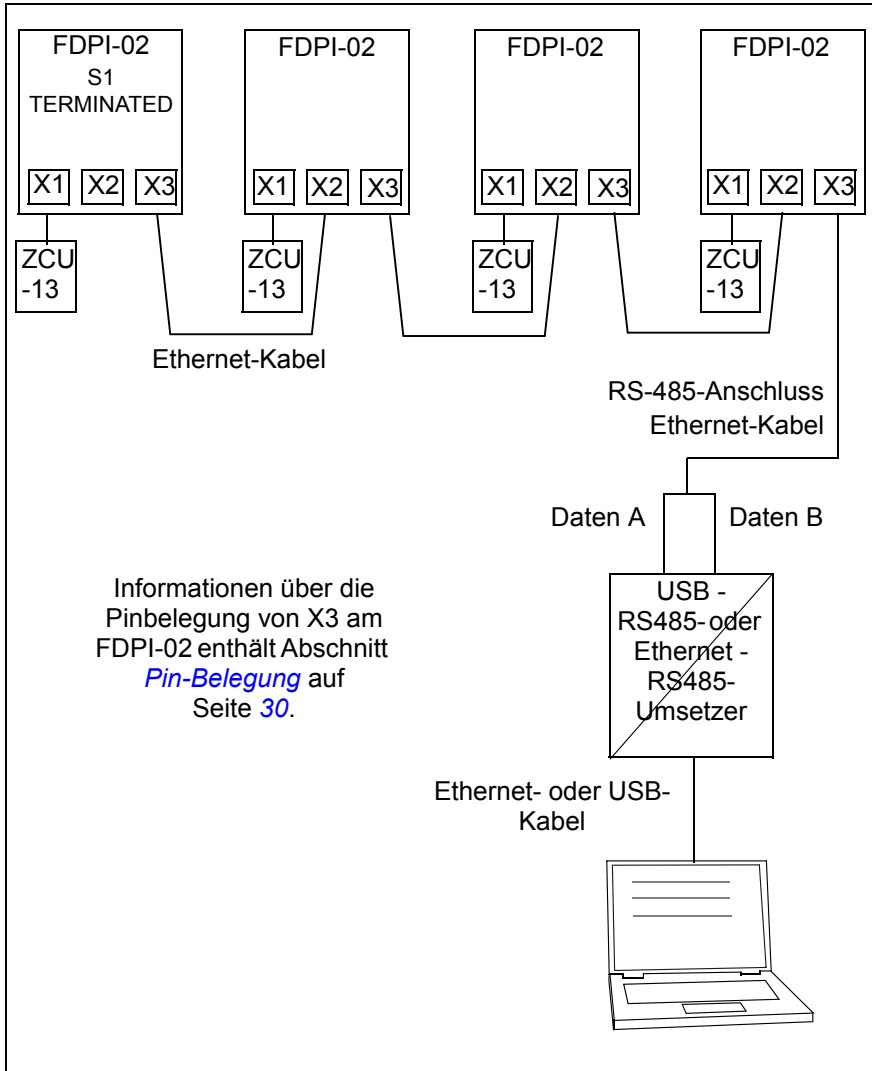 FDPI-02
S1
TERMINATED
X1 X2 X3
ZCU
-13
FDPI-02
X1 X2 X3
ZCU
-13
FDPI-02
X1 X2 X3
ZCU
-13
FDPI-02
X1 X2 X3
ZCU
-13
Ethernet-Kabel
RS-485-Anschluss
Ethernet-Kabel
Daten A
Daten B
Informationen über die
Pinbelegung von X3 am
FDPI-02 enthält Abschnitt
Pin-Belegung auf
Seite 30.
USB -
RS485- oder
Ethernet -
RS485-
Umsetzer
Ethernet- oder USB-
Kabel